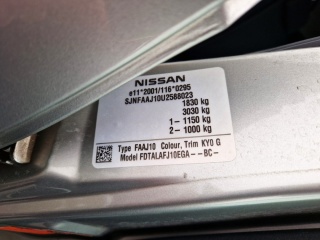 NISSAN
e11*2001/116*0295
SJNFAAJ10U2588023
1830 kg
3030 kg
1- 1150 kg
2- 1000 kg
Type FAAJ10 Colour, Trim KY0 G
Model FDTALAFJ10EGA---BC-